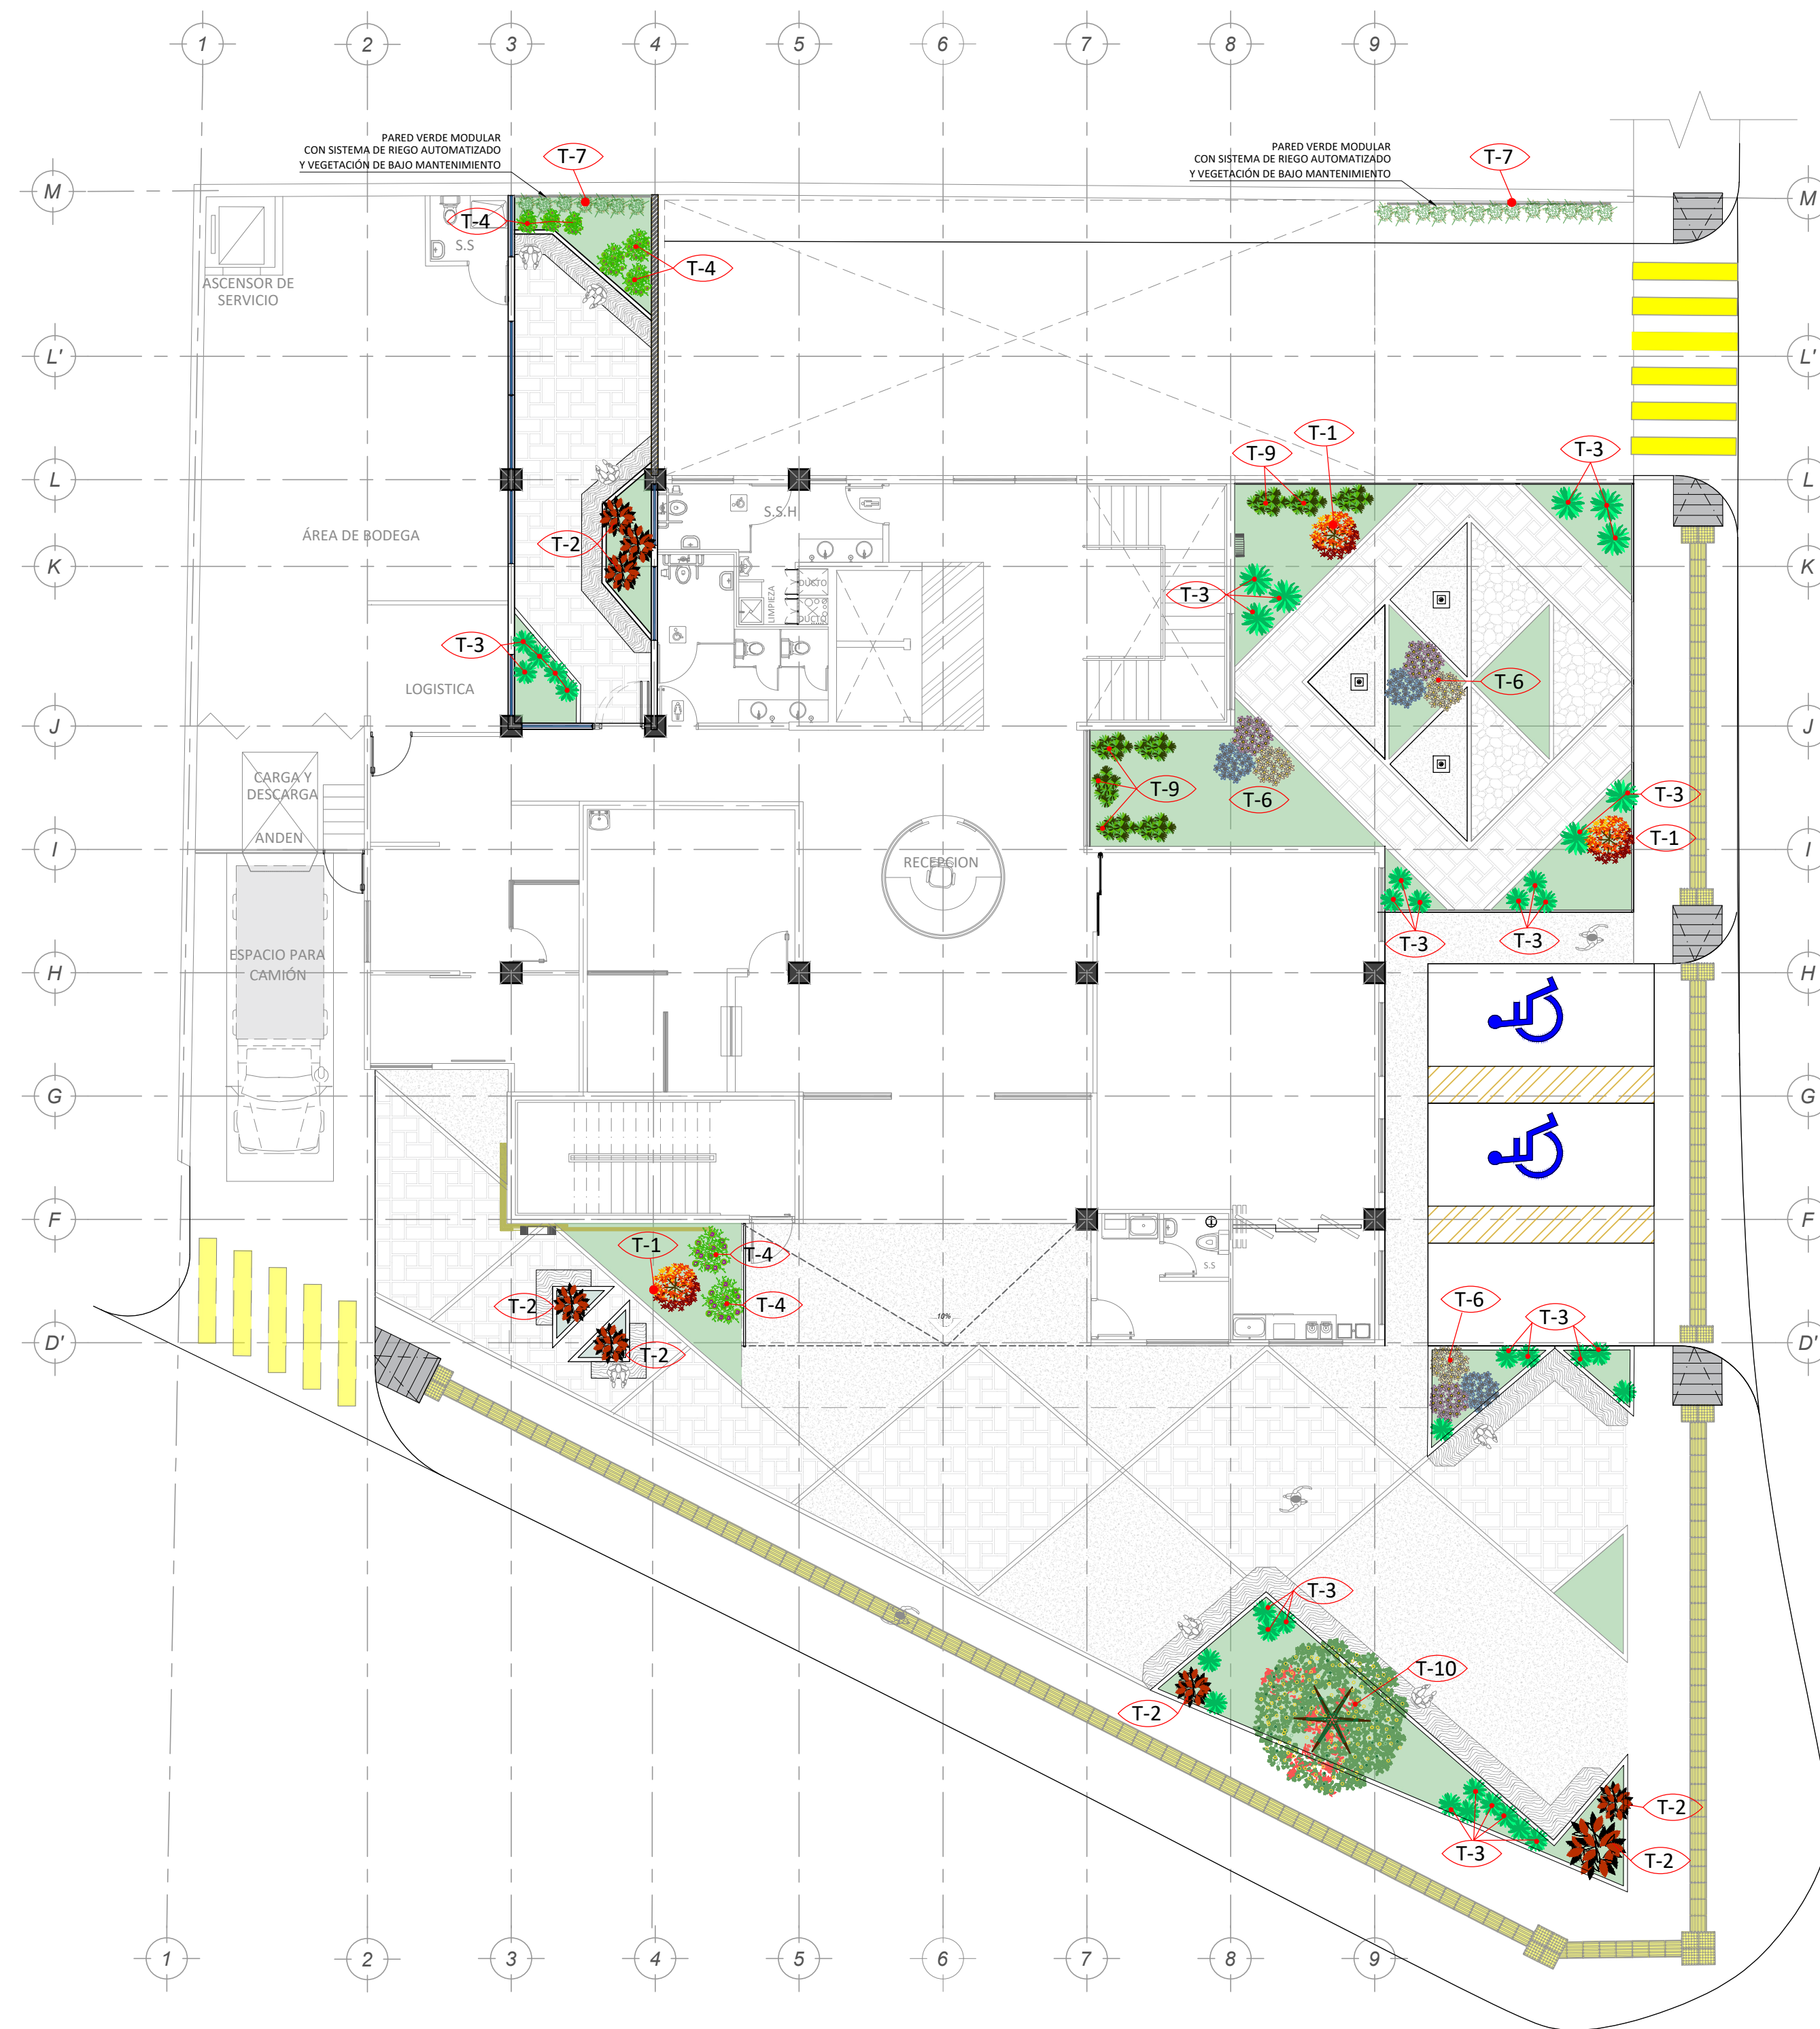 1 2 3 4 5 6 7 8 9
PARED VERDE MODULAR
CON SISTEMA DE RIEGO AUTOMATIZADO
Y VEGETACIÓN DE BAJO MANTENIMIENTO
T-7
PARED VERDE MODULAR
CON SISTEMA DE RIEGO AUTOMATIZADO
Y VEGETACIÓN DE BAJO MANTENIMIENTO
T-7
M
M
T-4
S.S
T-4
ASCENSOR DE
SERVICIO
L'
L'
T-1
T-9
T-3
L
L
S.S.H
ÁREA DE BODEGA
T-2
K
K
DUCTO
LIMPIEZA
DUCTO
T-3
T-3
LOGISTICA
T-6
J
J
CARGA Y
DESCARGA
ANDEN
T-9
T-6
T-3
T-1
I
I
RECEPCION
T-3
T-3
ESPACIO PARA
CAMIÓN
H
H
G
G
F
F
T-1
T-4
S.S
T-2
T-4
T-6
T-3
10%
D'
D'
T-2
T-3
T-10
T-2
T-2
T-3
T-2
1 2 3 4 5 6 7 8 9